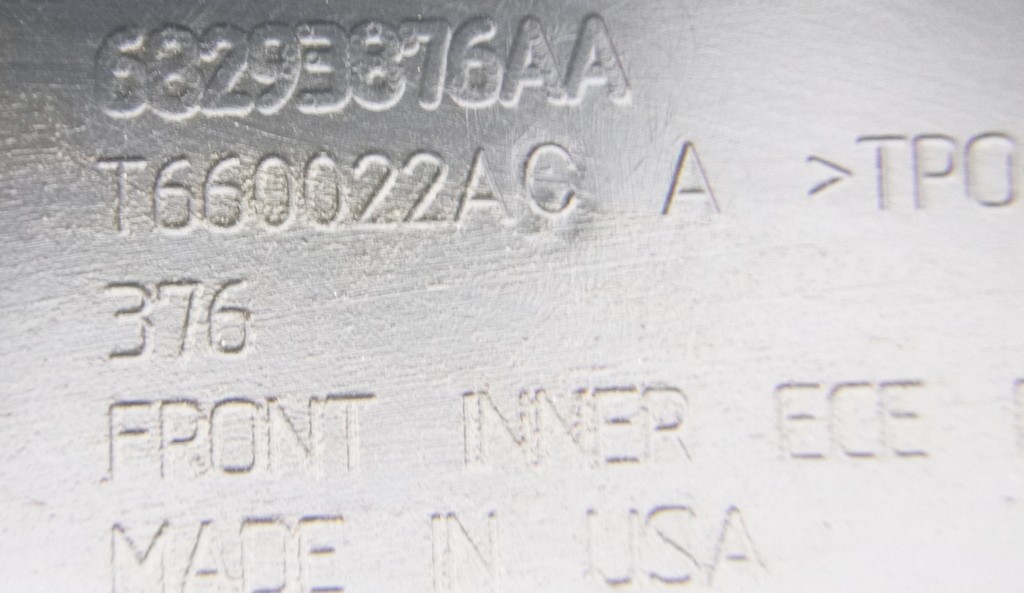 68293876AA
T660022AC A >TPO
376
FRONT INNER ECE
MADE IN USA